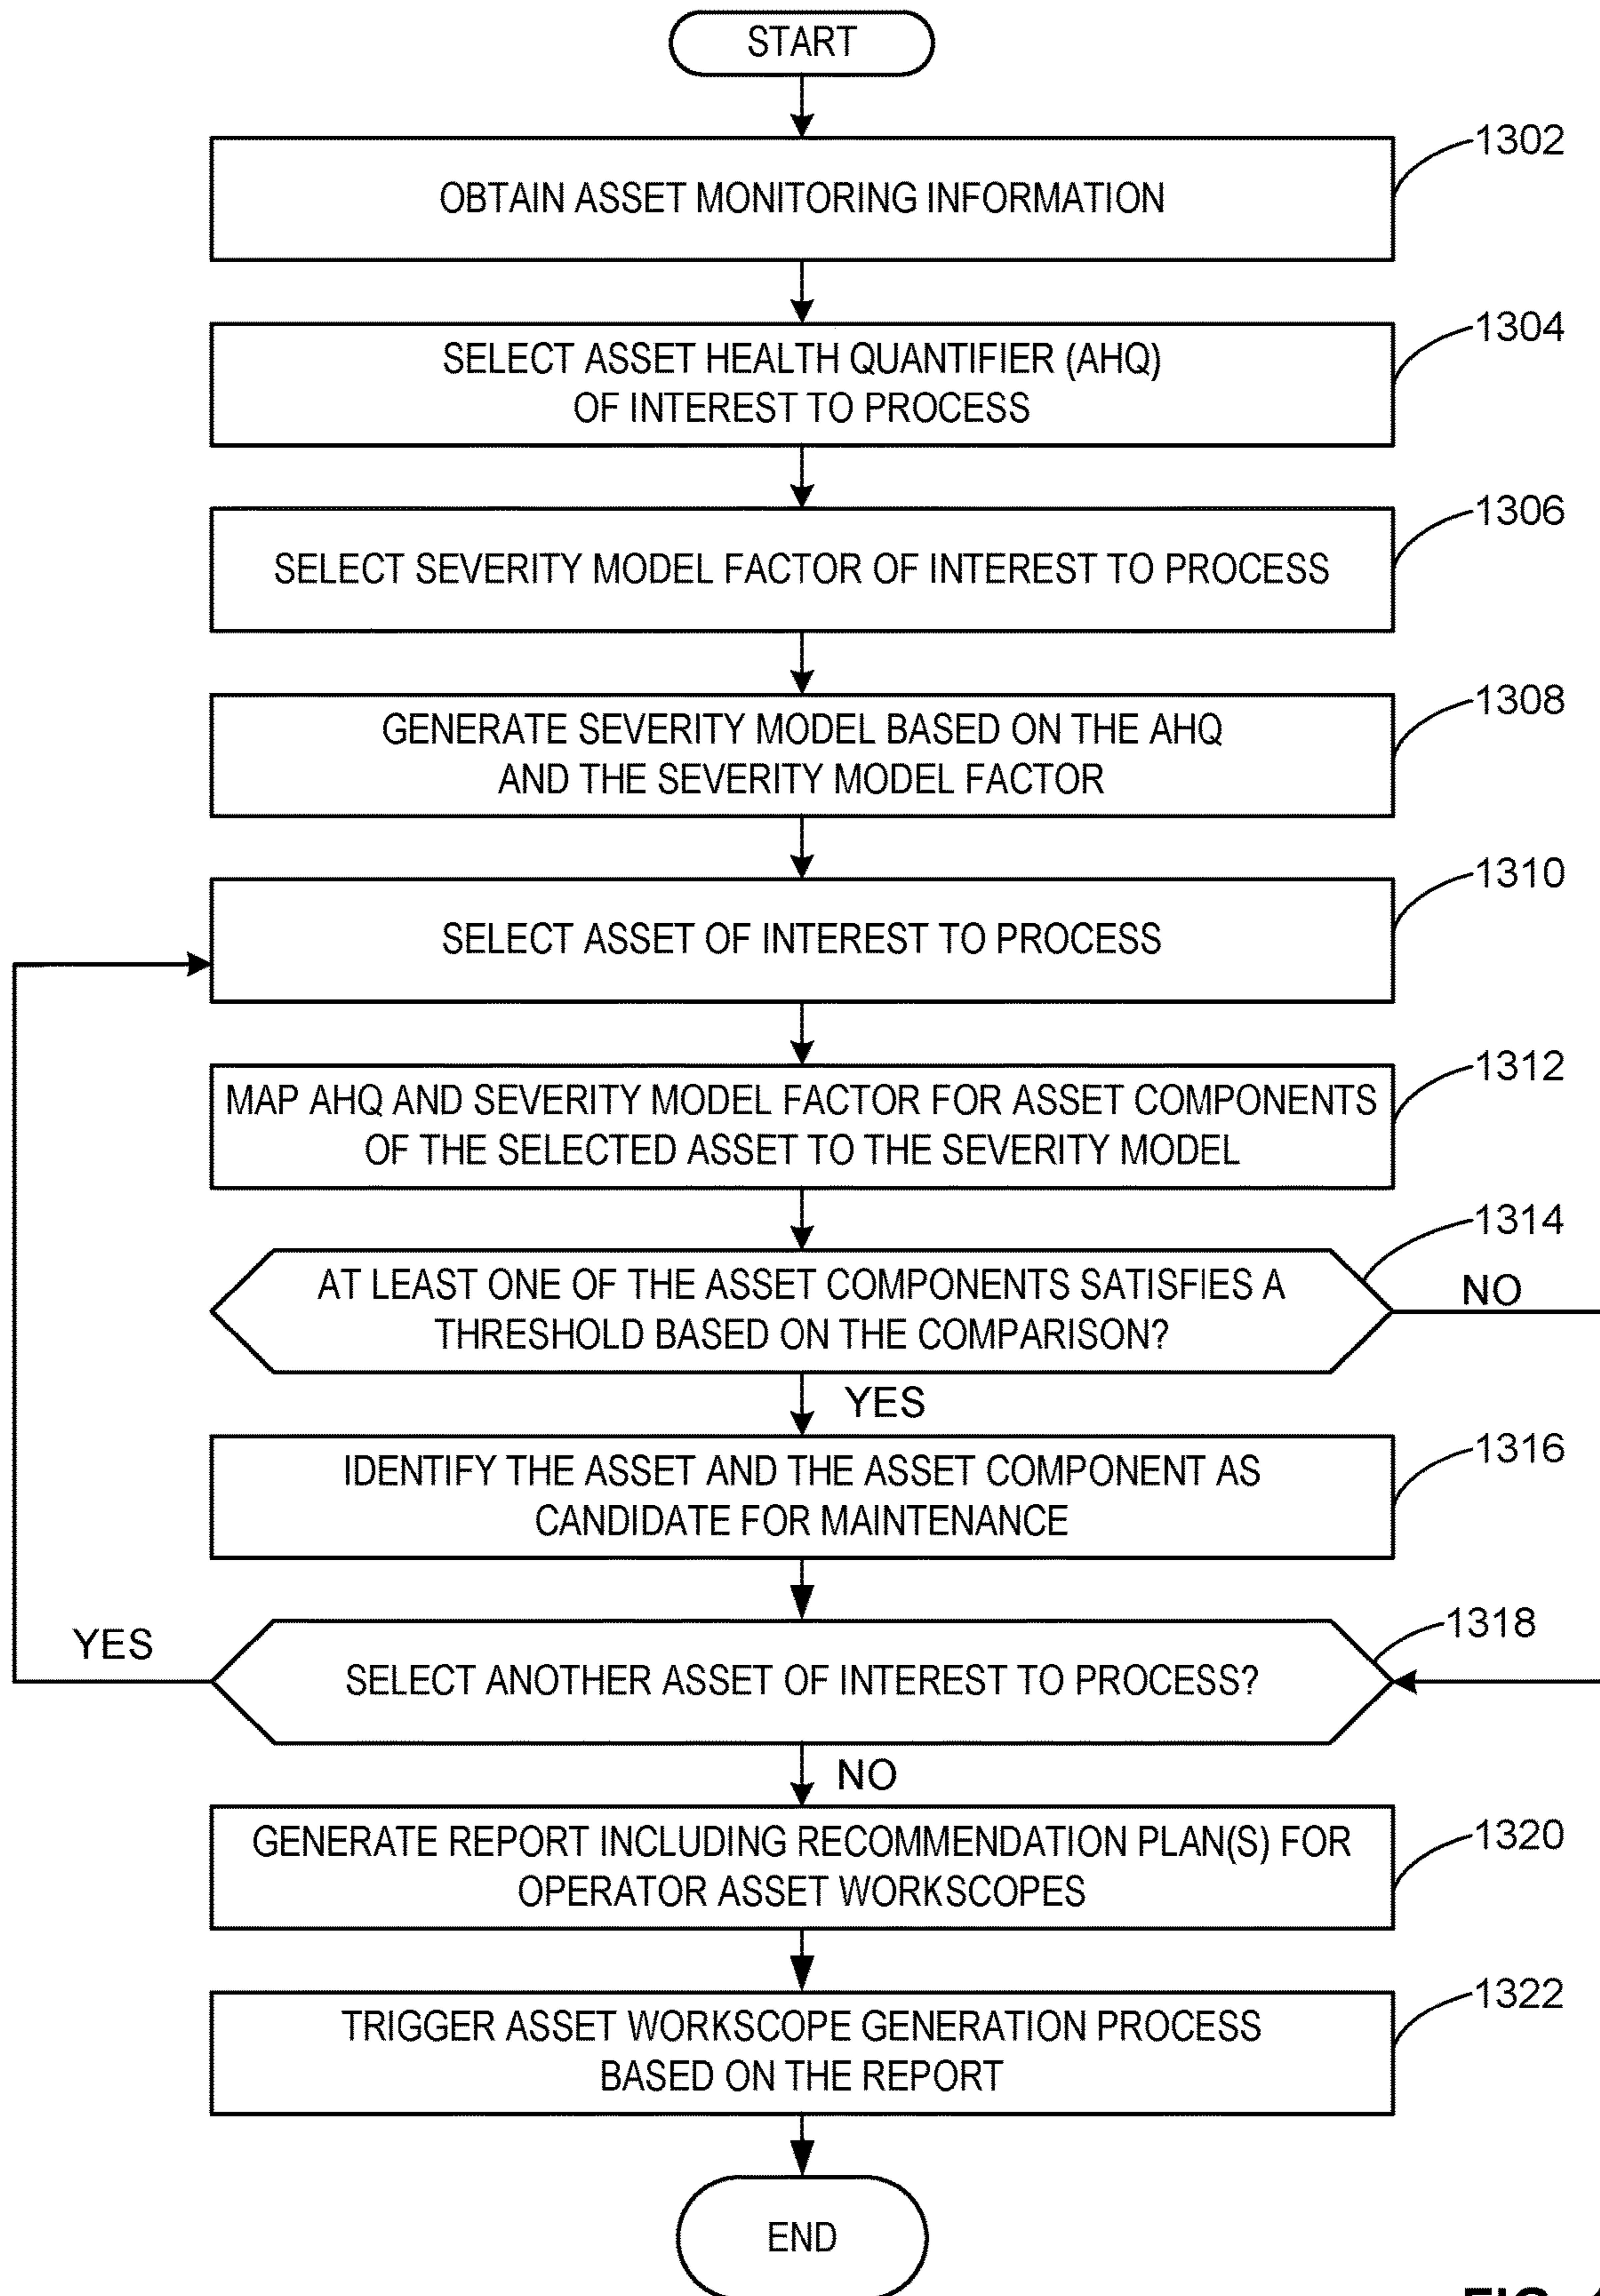 START
1302
OBTAIN ASSET MONITORING INFORMATION
1304
SELECT ASSET HEALTH QUANTIFIER (AHQ)
OF INTEREST TO PROCESS
1306
SELECT SEVERITY MODEL FACTOR OF INTEREST TO PROCESS
1308
GENERATE SEVERITY MODEL BASED ON THE AHQ
AND THE SEVERITY MODEL FACTOR
1310
SELECT ASSET OF INTEREST TO PROCESS
1312
MAP AHQ AND SEVERITY MODEL FACTOR FOR ASSET COMPONENTS
OF THE SELECTED ASSET TO THE SEVERITY MODEL
1314
AT LEAST ONE OF THE ASSET COMPONENTS SATISFIES A
THRESHOLD BASED ON THE COMPARISON?
NO
YES
1316
IDENTIFY THE ASSET AND THE ASSET COMPONENT AS
CANDIDATE FOR MAINTENANCE
1318
YES
SELECT ANOTHER ASSET OF INTEREST TO PROCESS?
NO
1320
GENERATE REPORT INCLUDING RECOMMENDATION PLAN(S) FOR
OPERATOR ASSET WORKSCOPES
1322
TRIGGER ASSET WORKSCOPE GENERATION PROCESS
BASED ON THE REPORT
END